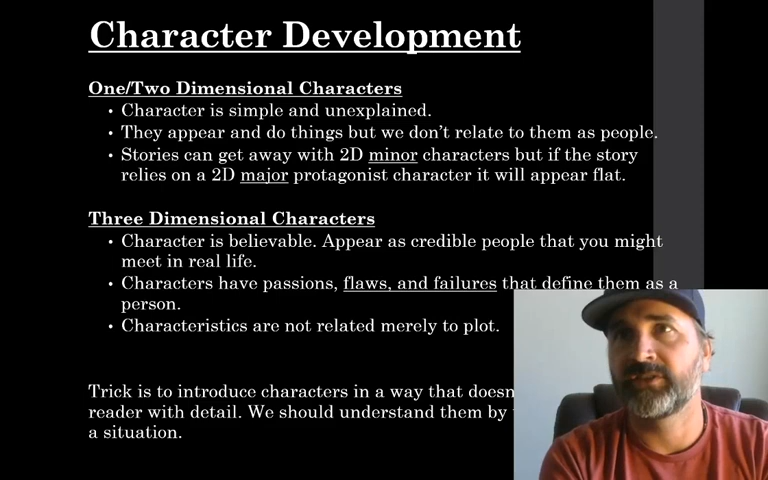 Character Development
One/Two Dimensional Characters
• Character is simple and unexplained.
• They appear and do things but we don't relate to them as people.
• Stories can get away with 2D minor characters but if the story
relies on a 2D major protagonist character it will appear flat.
Three Dimensional Characters
• Character is believable. Appear as credible people that you might
meet in real life.
• Characters have passions, flaws, and failures that define them as a
person.
• Characteristics are not related merely to plot.
Trick is to introduce characters in a way that
reader with detail. We should understand them by
a situation.